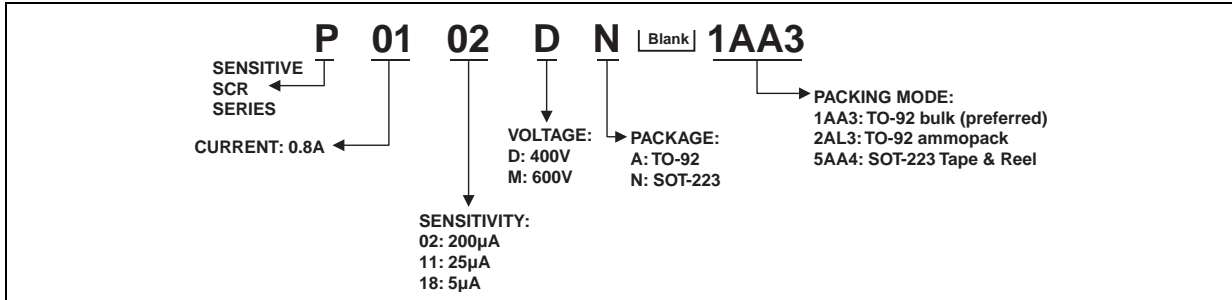 P 01 02 D N Blank 1AA3
SENSITIVE
SCR
SERIES
CURRENT: 0.8A
SENSITIVITY:
02: 200µA
11: 25µA
18: 5µA
VOLTAGE:
D: 400V
M: 600V
PACKAGE:
A: TO-92
N: SOT-223
PACKING MODE:
1AA3: TO-92 bulk (preferred)
2AL3: TO-92 ammopack
5AA4: SOT-223 Tape & Reel